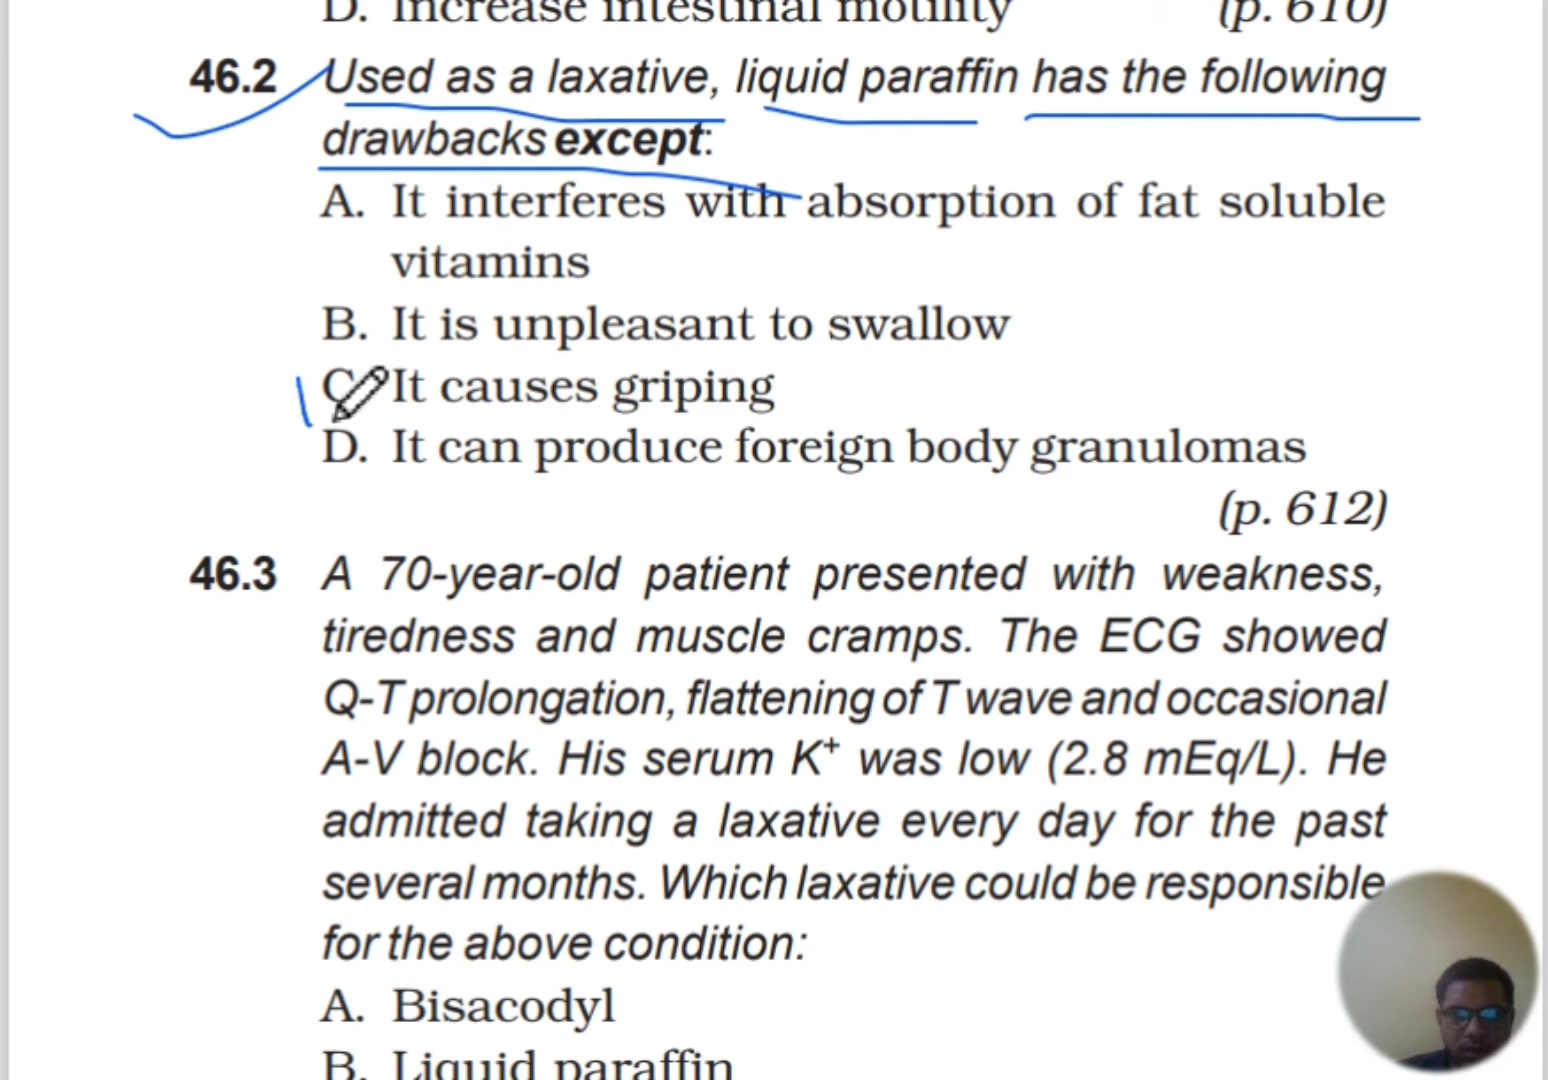 D. Increase intestinal motility (p. 610)
46.2 Used as a laxative, liquid paraffin has the following
drawbacks except:
A. It interferes with absorption of fat soluble
vitamins
B. It is unpleasant to swallow
C. It causes griping
D. It can produce foreign body granulomas
(p. 612)
46.3 A 70-year-old patient presented with weakness,
tiredness and muscle cramps. The ECG showed
Q-T prolongation, flattening of T wave and occasional
A-V block. His serum K⁺ was low (2.8 mEq/L). He
admitted taking a laxative every day for the past
several months. Which laxative could be responsible
for the above condition:
A. Bisacodyl
B. Liquid paraffin